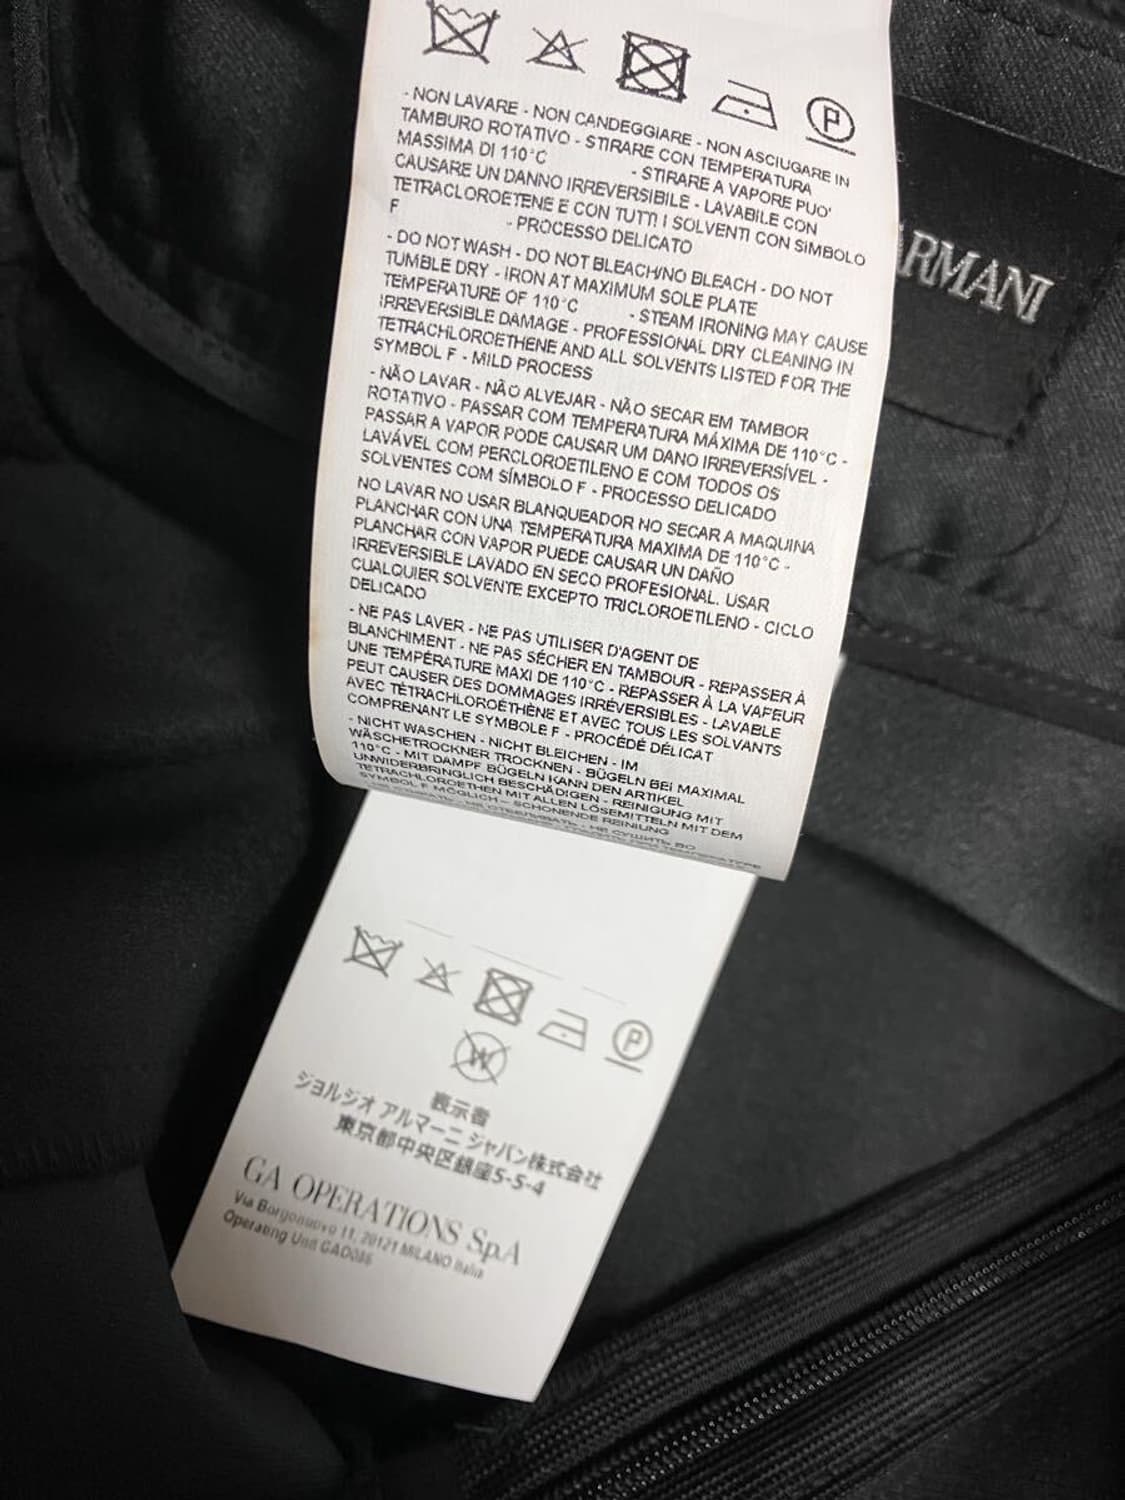 P
- NON LAVARE - NON CANDEGGIARE - NON ASCIUGARE IN
TAMBURO ROTATIVO - STIRARE CON TEMPERATURA
MASSIMA DI 110°C - STIRARE A VAPORE PUO'
CAUSARE UN DANNO IRREVERSIBILE - LAVABILE CON
TETRACLOROETENE E CON TUTTI I SOLVENTI CON SIMBOLO
F - PROCESSO DELICATO
- DO NOT WASH - DO NOT BLEACH/NO BLEACH - DO NOT
TUMBLE DRY - IRON AT MAXIMUM SOLE PLATE
TEMPERATURE OF 110°C - STEAM IRONING MAY CAUSE
IRREVERSIBLE DAMAGE - PROFESSIONAL DRY CLEANING IN
TETRACHLOROETHENE AND ALL SOLVENTS LISTED FOR THE
SYMBOL F - MILD PROCESS
- NÃO LAVAR - NÃO ALVEJAR - NÃO SECAR EM TAMBOR
ROTATIVO - PASSAR COM TEMPERATURA MÁXIMA DE 110°C -
PASSAR A VAPOR PODE CAUSAR UM DANO IRREVERSÍVEL -
LAVÁVEL COM PERCLOROETILENO E COM TODOS OS
SOLVENTES COM SÍMBOLO F - PROCESSO DELICADO
NO LAVAR NO USAR BLANQUEADOR NO SECAR A MAQUINA
PLANCHAR CON UNA TEMPERATURA MAXIMA DE 110°C -
PLANCHAR CON VAPOR PUEDE CAUSAR UN DAÑO
IRREVERSIBLE LAVADO EN SECO PROFESIONAL. USAR
CUALQUIER SOLVENTE EXCEPTO TRICLOROETILENO - CICLO
DELICADO
- NE PAS LAVER - NE PAS UTILISER D'AGENT DE
BLANCHIMENT - NE PAS SÉCHER EN TAMBOUR - REPASSER À
UNE TEMPÉRATURE MAXI DE 110°C - REPASSER À LA VAPEUR
PEUT CAUSER DES DOMMAGES IRRÉVERSIBLES - LAVABLE
AVEC TÉTRACHLOROÉTHÈNE ET AVEC TOUS LES SOLVANTS
COMPRENANT LE SYMBOLE F - PROCÉDÉ DÉLICAT
- NICHT WASCHEN - NICHT BLEICHEN - IM
WÄSCHETROCKNER TROCKNEN - BÜGELN BEI MAXIMAL
110°C - MIT DAMPF BÜGELN KANN DEN ARTIKEL
UNWIDERBRINGLICH BESCHÄDIGEN - REINIGUNG MIT
TETRACHLOROETHEN MIT ALLEN LÖSEMITTELN MIT DEM
SYMBOL F MÖGLICH - SCHONENDE REINIUNG
ARMANI
P
W
表示者
ジョルジオ アルマーニ ジャパン株式会社
東京都中央区銀座5-5-4
GA OPERATIONS SpA
Via Borgonuovo 11, 20121 MILANO Italia
Operating Unit GAD086